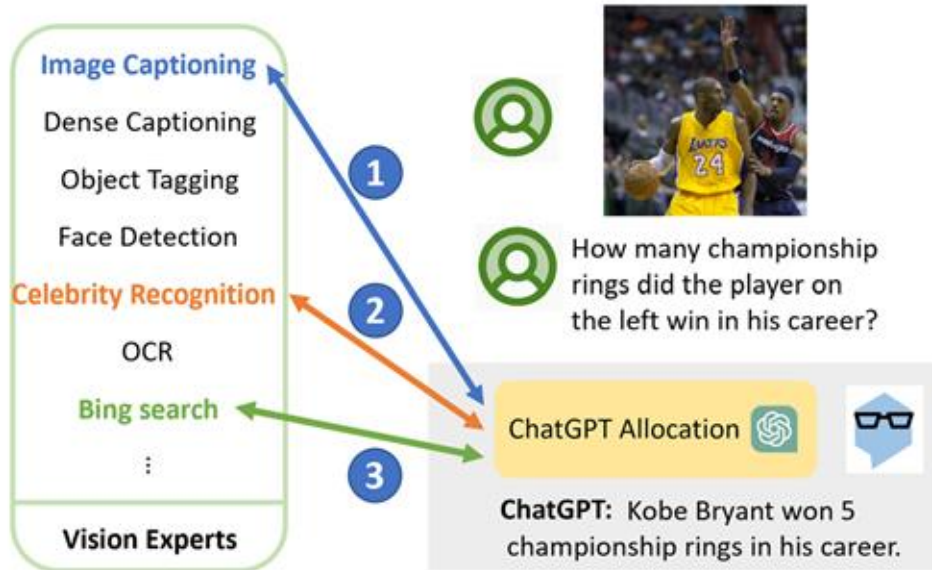 Image Captioning
Dense Captioning
Object Tagging
Face Detection
Celebrity Recognition
OCR
Bing search
⋮
Vision Experts
1
2
3
LAKERS
24
How many championship
rings did the player on
the left win in his career?
ChatGPT Allocation
ChatGPT: Kobe Bryant won 5
championship rings in his career.